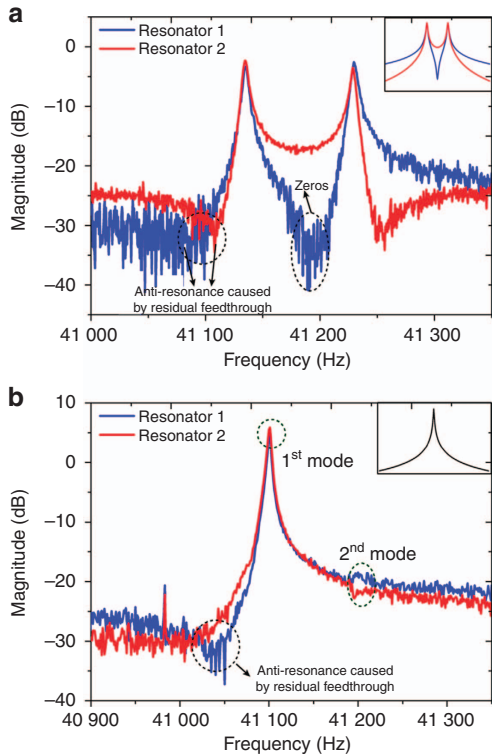 a
Resonator 1
Resonator 2
0
−10
−20
−30
−40
Magnitude (dB)
Zeros
Anti-resonance caused
by residual feedthrough
41 000
41 100
41 200
41 300
Frequency (Hz)
b
Resonator 1
Resonator 2
10
0
−10
−20
−30
−40
Magnitude (dB)
1st mode
2nd mode
Anti-resonance caused
by residual feedthrough
40 900
41 000
41 100
41 200
41 300
Frequency (Hz)